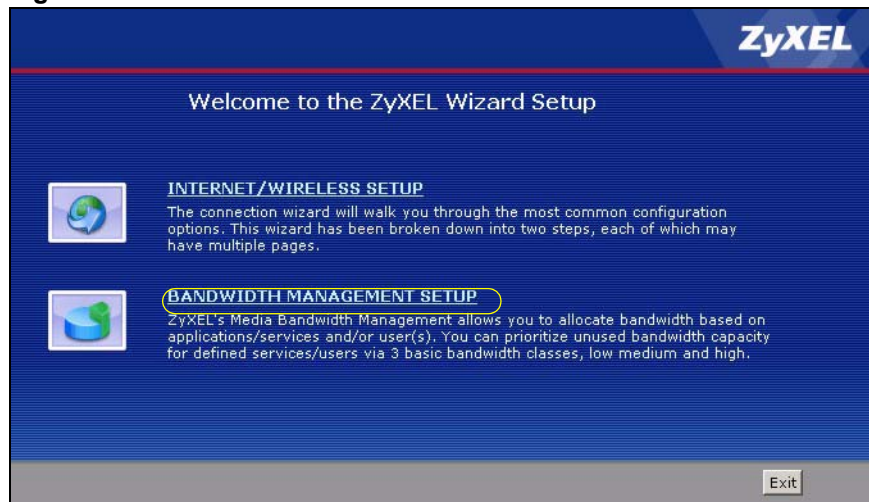 ZyXEL
Welcome to the ZyXEL Wizard Setup
INTERNET/WIRELESS SETUP
The connection wizard will walk you through the most common configuration
options. This wizard has been broken down into two steps, each of which may
have multiple pages.
BANDWIDTH MANAGEMENT SETUP
ZyXEL's Media Bandwidth Management allows you to allocate bandwidth based on
applications/services and/or user(s). You can prioritize unused bandwidth capacity
for defined services/users via 3 basic bandwidth classes, low medium and high.
Exit